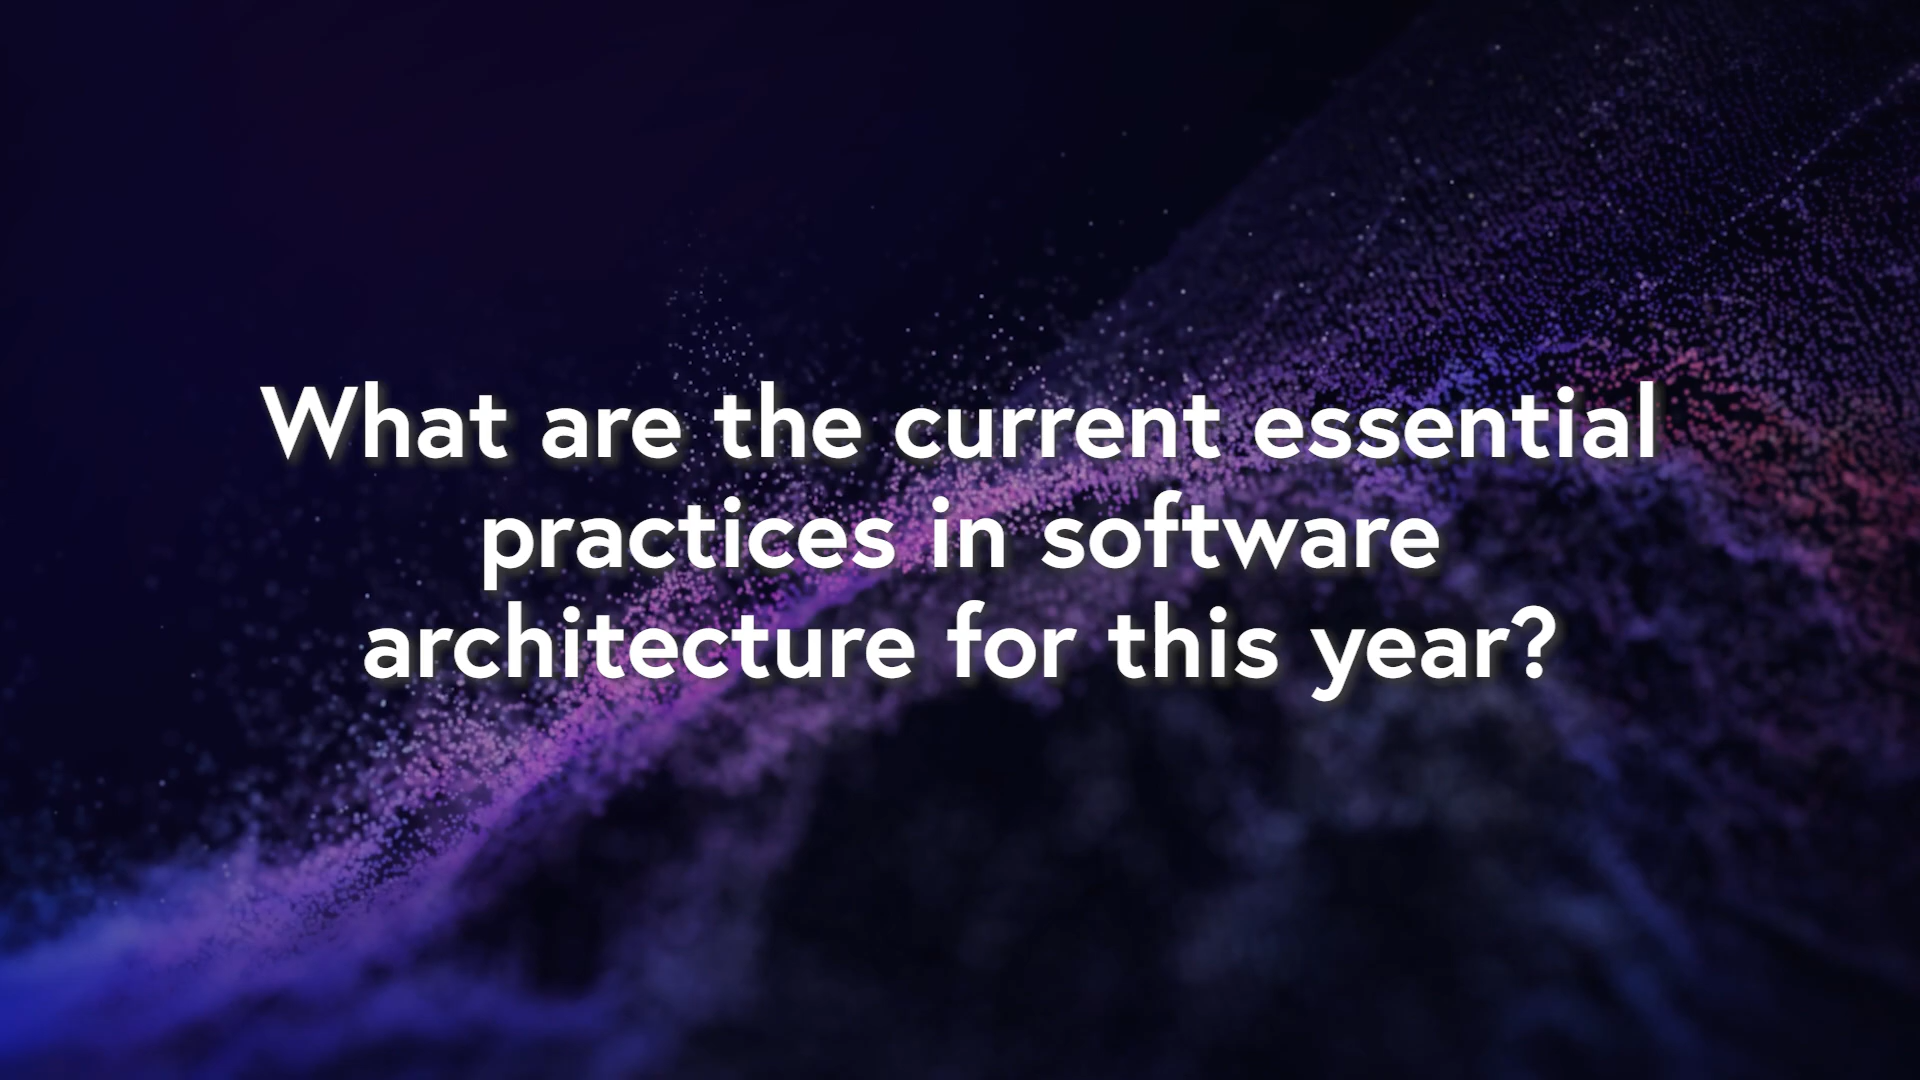 What are the current essential
practices in software
architecture for this year?